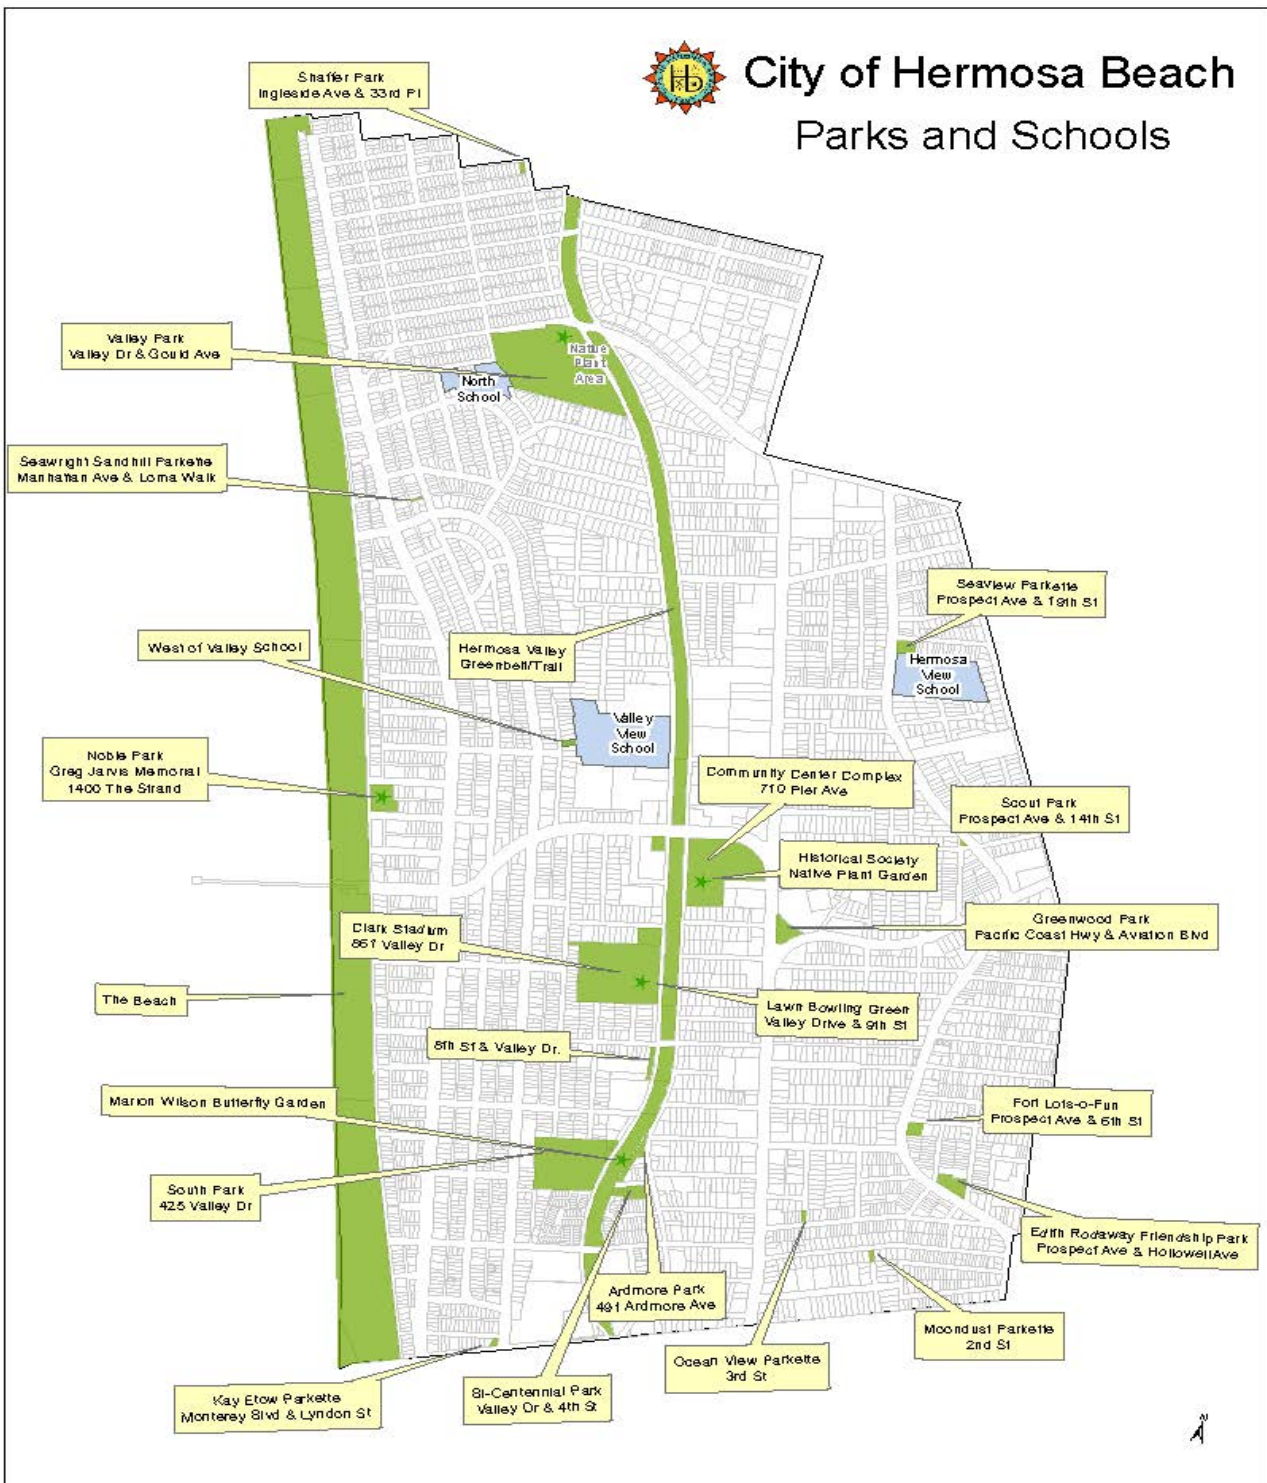 City of Hermosa Beach
Parks and Schools
Shaffer Park
Ingleside Ave & 33rd Pl
Valley Park
Valley Dr & Gould Ave
Native
Plant
Area
North
School
Seawright Sandhill Parkette
Manhattan Ave & Loma Walk
Seaview Parkette
Prospect Ave & 19th St
West of Valley School
Hermosa Valley
Greenbelt/Trail
Hermosa
View
School
Valley
View
School
Noble Park
Greg Jarvis Memorial
1400 The Strand
Community Center Complex
710 Pier Ave
Scout Park
Prospect Ave & 14th St
Historical Society
Native Plant Garden
Clark Stadium
861 Valley Dr
Greenwood Park
Pacific Coast Hwy & Aviation Blvd
The Beach
Lawn Bowling Green
Valley Drive & 9th St
8th St & Valley Dr.
Marion Wilson Butterfly Garden
Fort Lots-o-Fun
Prospect Ave & 6th St
South Park
425 Valley Dr
Edith Rodaway Friendship Park
Prospect Ave & Hollowell Ave
Ardmore Park
491 Ardmore Ave
Moondust Parkette
2nd St
Ocean View Parkette
3rd St
Kay Etow Parkette
Monterey Blvd & Lyndon St
Bi-Centennial Park
Valley Dr & 4th St
N